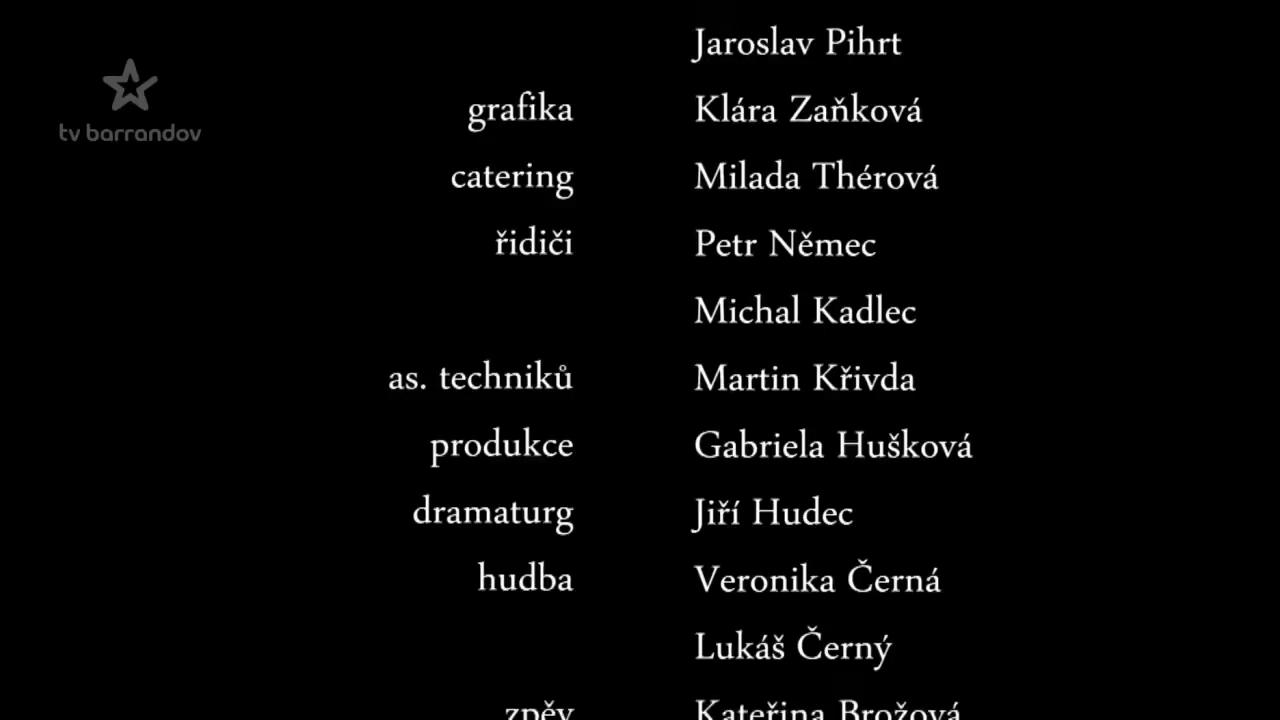 Jaroslav Pihrt
tv barrandov
grafika Klára Zaňková
catering Milada Thérová
řidiči Petr Němec
Michal Kadlec
as. techniků Martin Křivda
produkce Gabriela Hušková
dramaturg Jiří Hudec
hudba Veronika Černá
Lukáš Černý
zpěv Kateřina Brožová